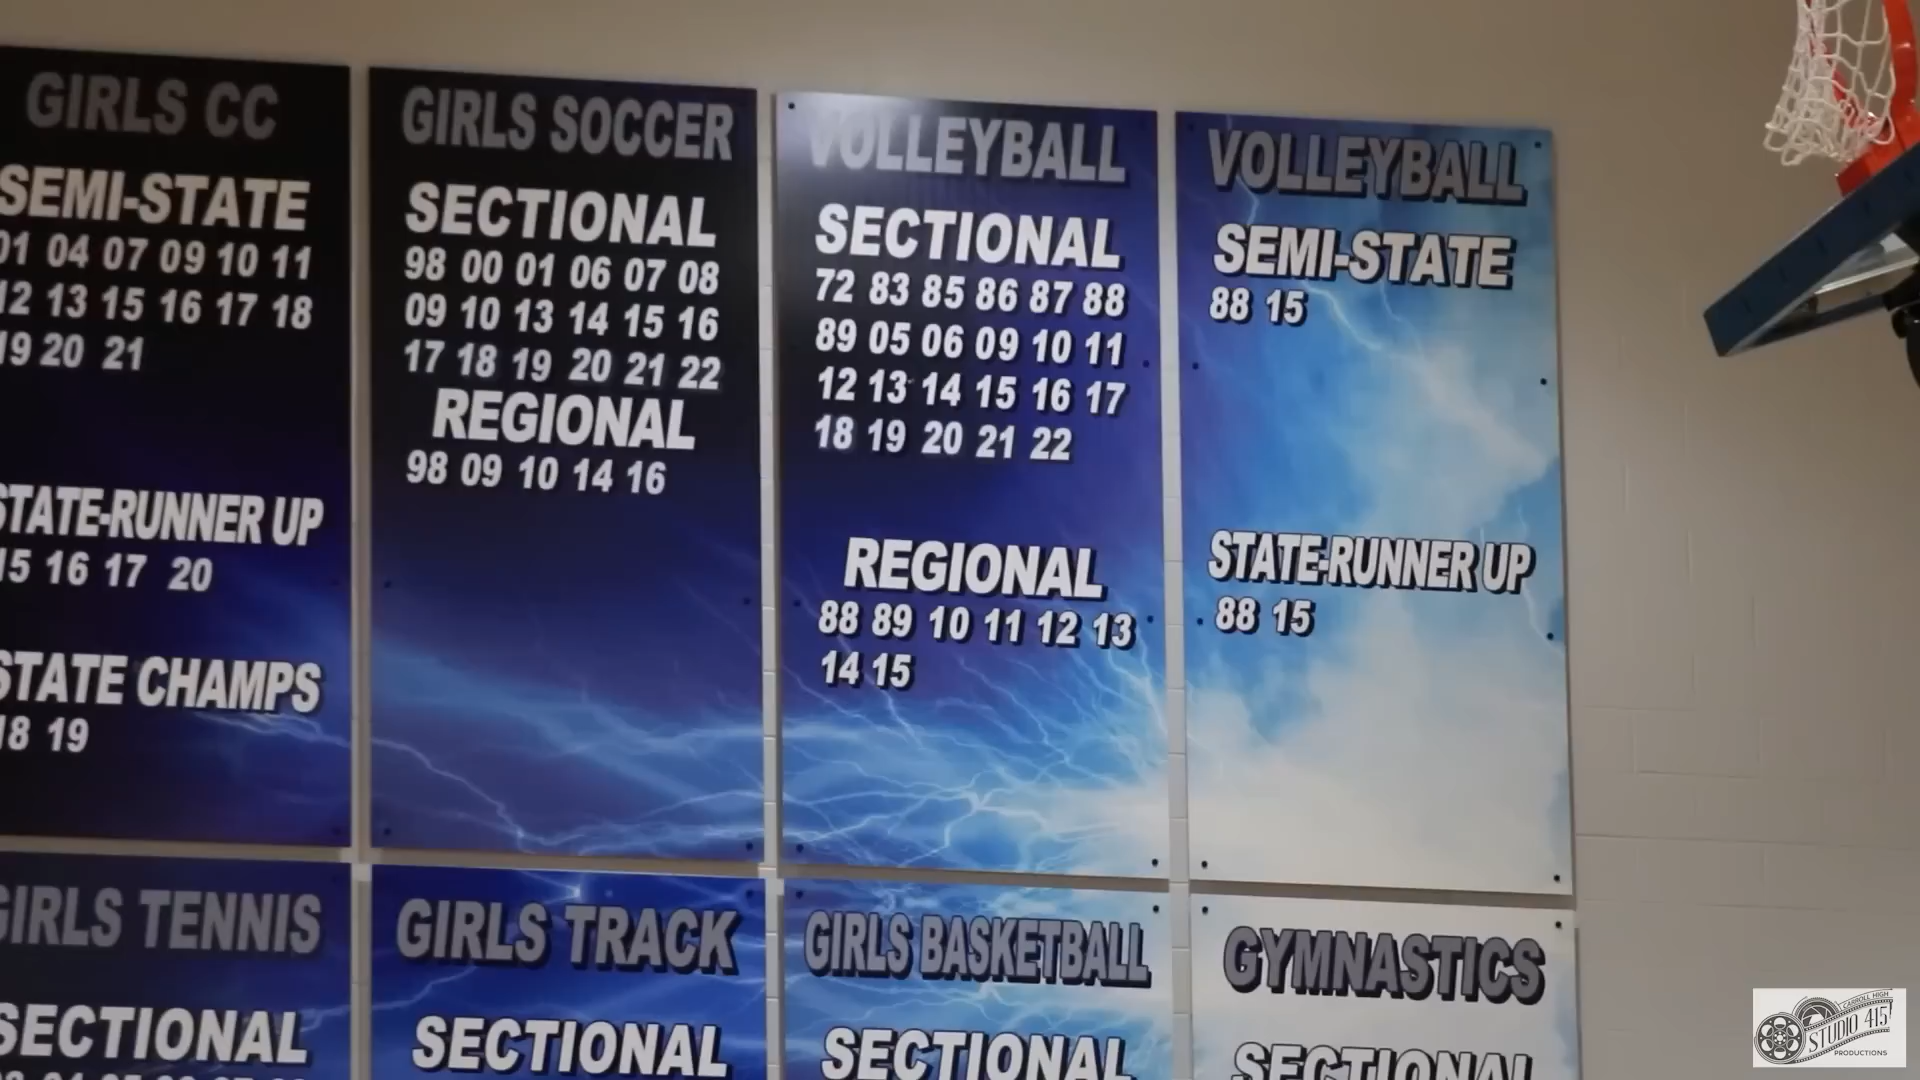 GIRLS CC
SEMI-STATE
01 04 07 09 10 11
12 13 15 16 17 18
19 20 21
STATE-RUNNER UP
15 16 17 20
STATE CHAMPS
18 19
GIRLS SOCCER
SECTIONAL
98 00 01 06 07 08
09 10 13 14 15 16
17 18 19 20 21 22
REGIONAL
98 09 10 14 16
VOLLEYBALL
SECTIONAL
72 83 85 86 87 88
89 05 06 09 10 11
12 13 14 15 16 17
18 19 20 21 22
REGIONAL
88 89 10 11 12 13
14 15
VOLLEYBALL
SEMI-STATE
88 15
STATE-RUNNER UP
88 15
GIRLS TENNIS
SECTIONAL
GIRLS TRACK
SECTIONAL
GIRLS BASKETBALL
SECTIONAL
GYMNASTICS
SECTIONAL
CARROLL HIGH
STUDIO 415
PRODUCTIONS